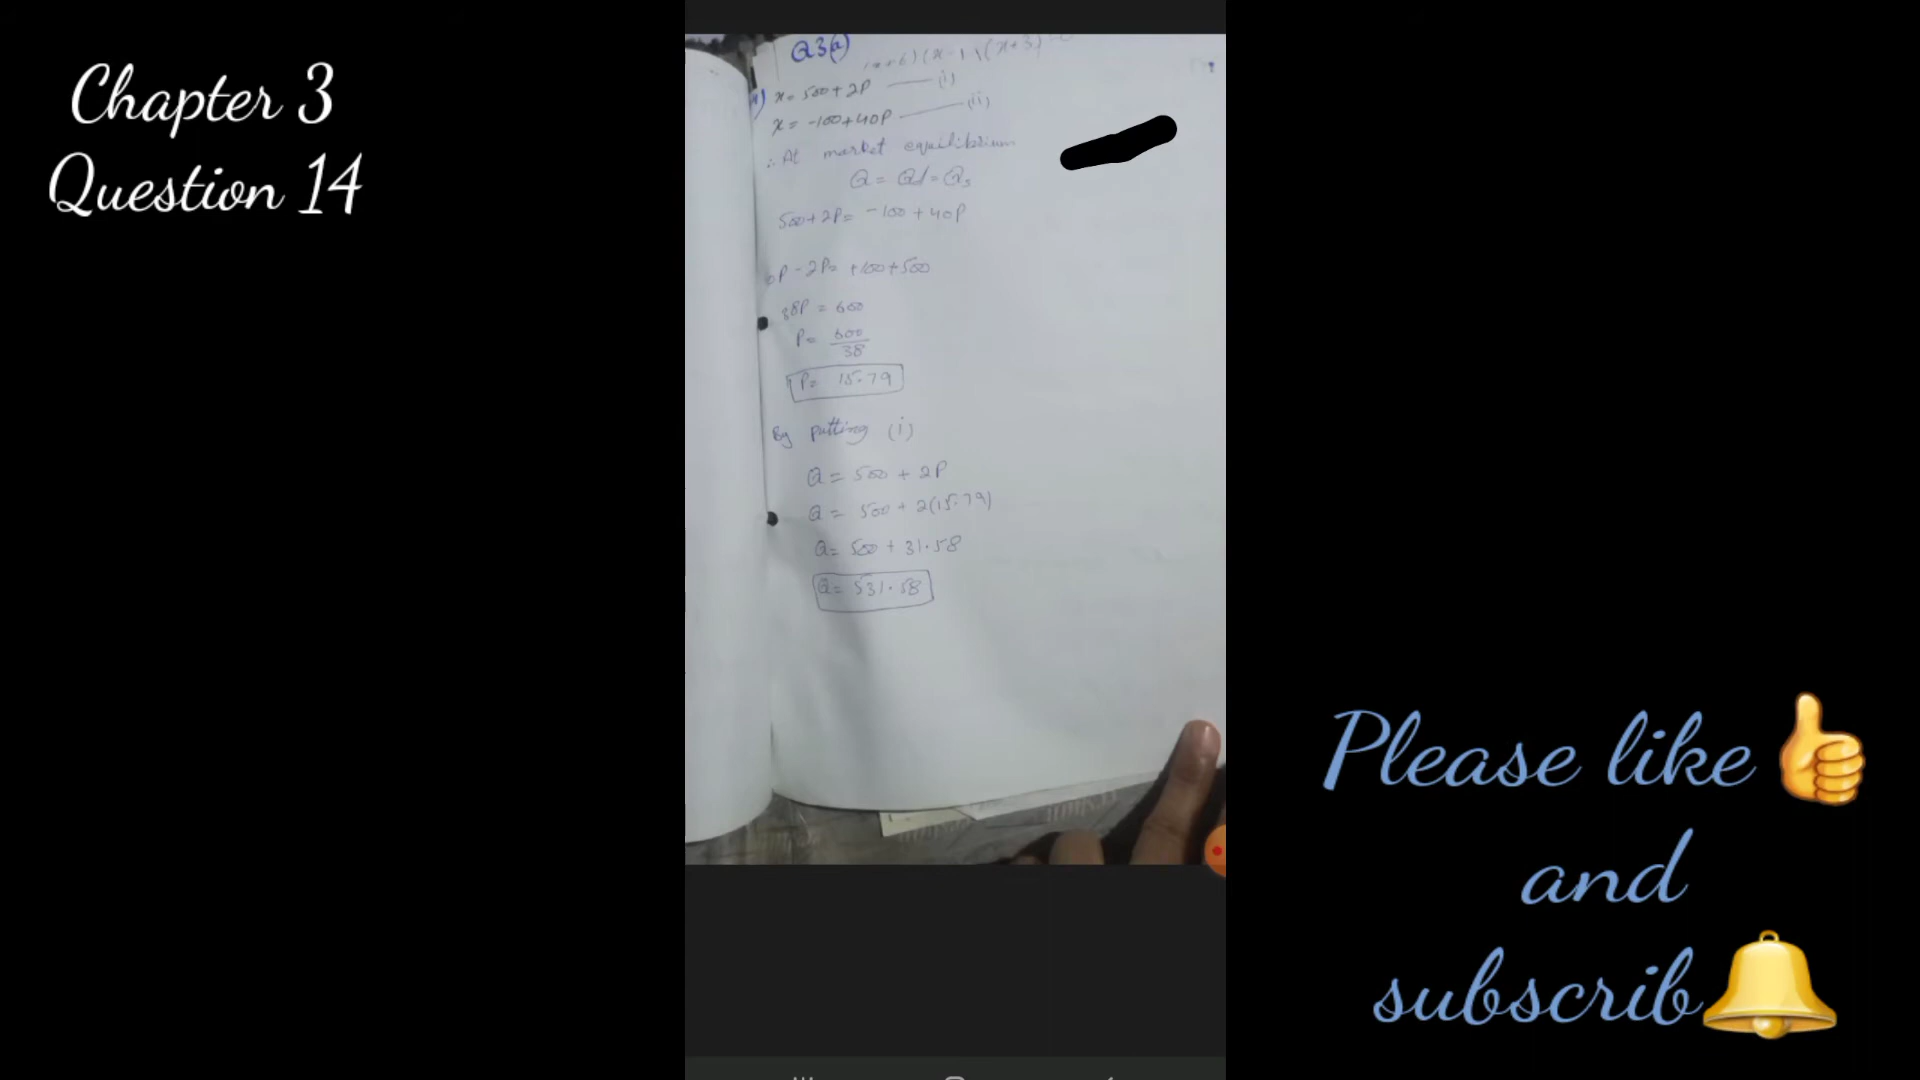 Chapter 3
Question 14
Q3(a)
x = 500 + 2P —— (i)
x = -100 + 40P —— (ii)
∴ At market equilibrium
Q = Qd = Qs
500 + 2P = -100 + 40P
0P - 2P = +100 + 500
38P = 600
P = 600/38
P = 15.79
By putting (i)
Q = 500 + 2P
Q = 500 + 2(15.79)
Q = 500 + 31.58
Q = 531.58
Please like 👍
and
subscrib🔔